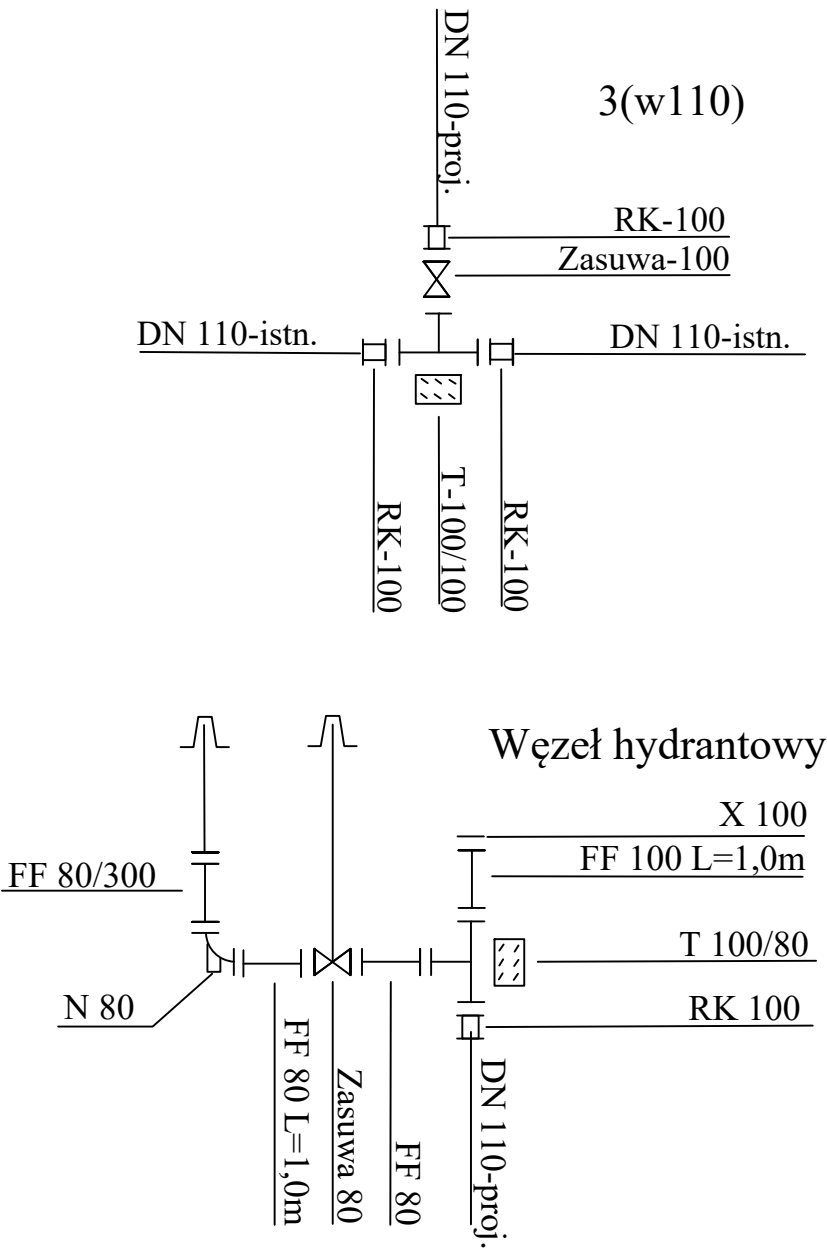 DN 110-proj.
3(w110)
RK-100
Zasuwa-100
DN 110-istn.
DN 110-istn.
RK-100
T-100/100
RK-100
Węzeł hydrantowy
X 100
FF 100 L=1,0m
FF 80/300
T 100/80
N 80
RK 100
FF 80 L=1,0m
Zasuwa 80
FF 80
DN 110-proj.